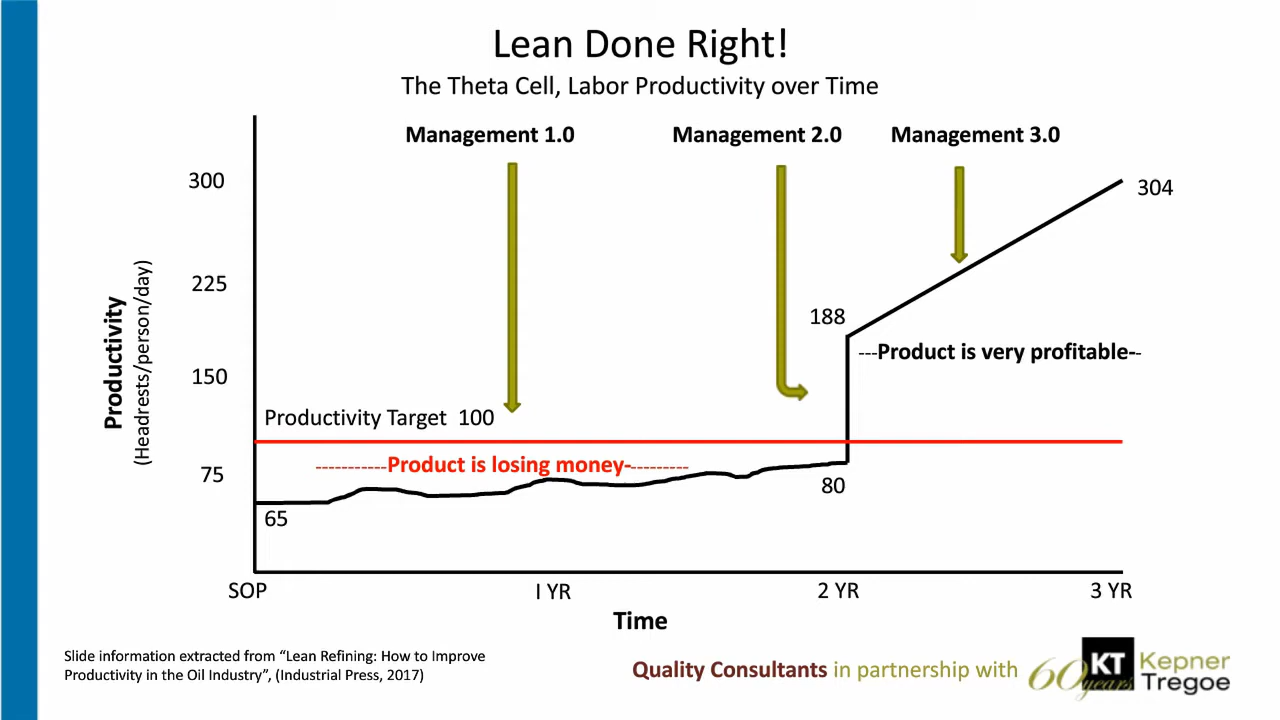 Lean Done Right!
The Theta Cell, Labor Productivity over Time
Management 1.0
Management 2.0
Management 3.0
300
304
225
188
---Product is very profitable--
150
Productivity Target 100
-----------Product is losing money----------
75
80
65
Productivity
(Headrests/person/day)
SOP
1 YR
2 YR
3 YR
Time
Slide information extracted from “Lean Refining: How to Improve
Productivity in the Oil Industry”, (Industrial Press, 2017)
Quality Consultants in partnership with
60 years
KT
Kepner
Tregoe